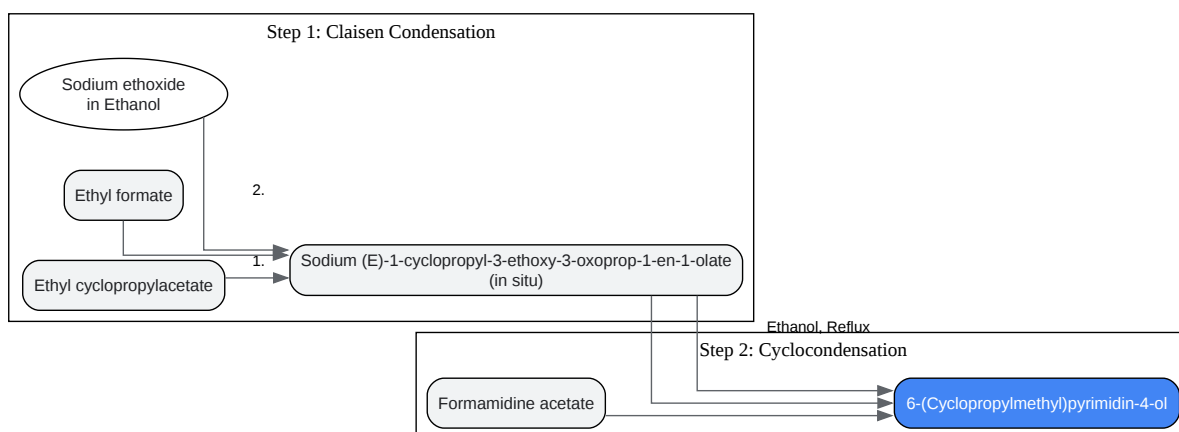 Step 1: Claisen Condensation
Sodium ethoxide
in Ethanol
2.
Ethyl formate
1.
Ethyl cyclopropylacetate
Sodium (E)-1-cyclopropyl-3-ethoxy-3-oxoprop-1-en-1-olate
(in situ)
Ethanol, Reflux
Step 2: Cyclocondensation
Formamidine acetate
6-(Cyclopropylmethyl)pyrimidin-4-ol